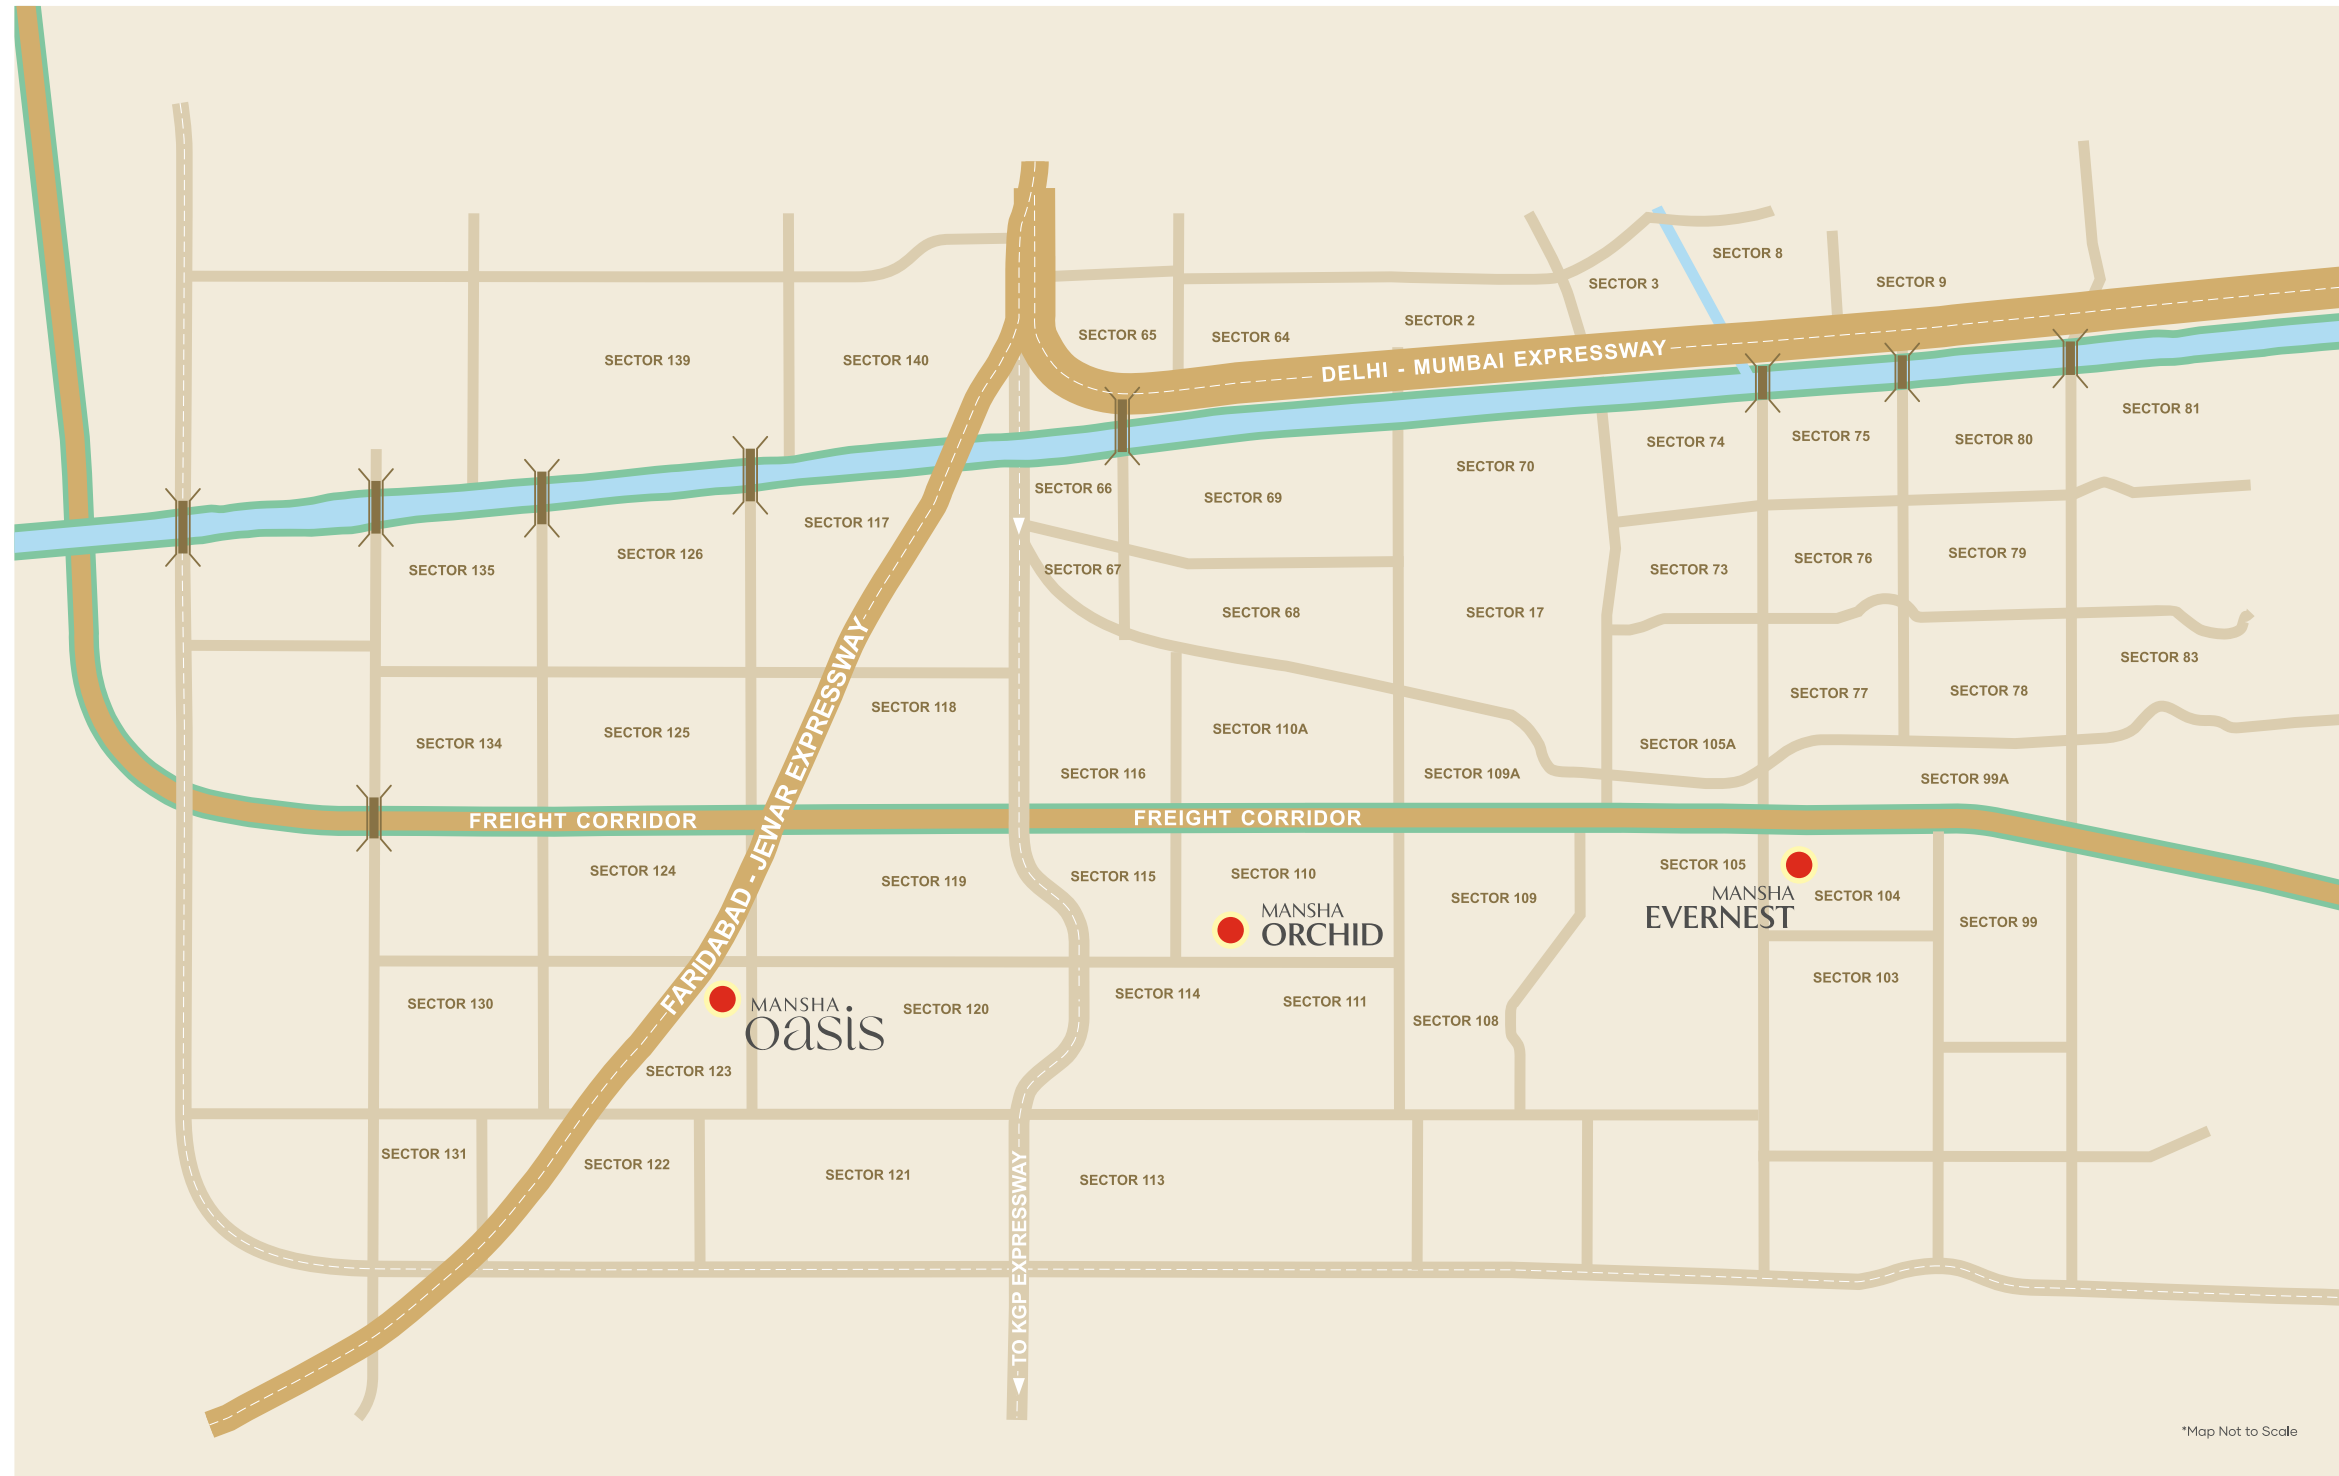 SECTOR 8
SECTOR 9
SECTOR 3
SECTOR 2
SECTOR 65
SECTOR 64
SECTOR 139
SECTOR 140
DELHI - MUMBAI EXPRESSWAY
SECTOR 81
SECTOR 74
SECTOR 75
SECTOR 80
SECTOR 70
SECTOR 66
SECTOR 69
SECTOR 117
SECTOR 126
SECTOR 135
SECTOR 67
SECTOR 73
SECTOR 76
SECTOR 79
SECTOR 68
SECTOR 17
SECTOR 83
SECTOR 77
SECTOR 78
SECTOR 118
SECTOR 110A
SECTOR 125
SECTOR 134
SECTOR 105A
SECTOR 116
SECTOR 109A
SECTOR 99A
FARIDABAD - JEWAR EXPRESSWAY
FREIGHT CORRIDOR
FREIGHT CORRIDOR
SECTOR 124
SECTOR 119
SECTOR 115
SECTOR 110
SECTOR 109
SECTOR 105
SECTOR 104
MANSHA
EVERNEST
SECTOR 99
MANSHA
ORCHID
SECTOR 103
SECTOR 130
MANSHA
oasis
SECTOR 120
SECTOR 114
SECTOR 111
SECTOR 108
SECTOR 123
SECTOR 131
SECTOR 122
SECTOR 121
SECTOR 113
TO KGP EXPRESSWAY
*Map Not to Scale